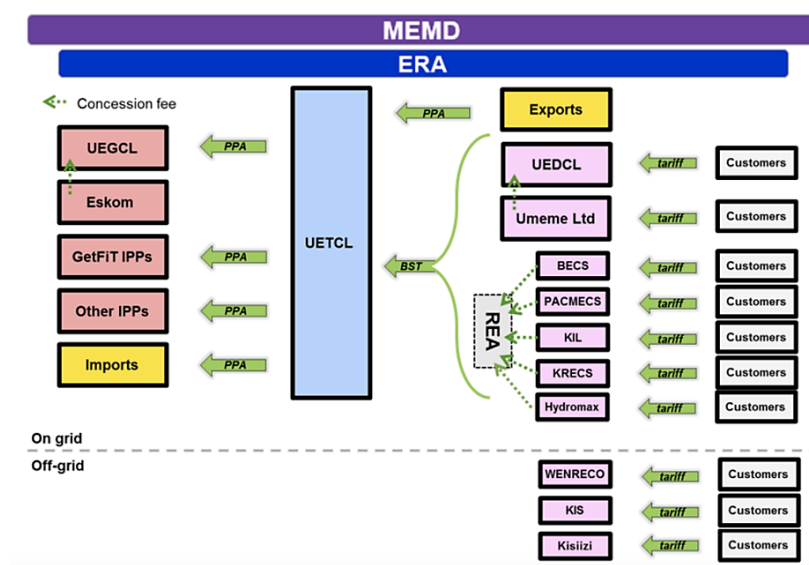 MEMD
ERA
Concession fee
UEGCL
PPA
Eskom
GetFiT IPPs
PPA
Other IPPs
PPA
Imports
PPA
UETCL
PPA
Exports
BST
UEDCL
tariff
Customers
Umeme Ltd
tariff
Customers
REA
BECS
tariff
Customers
PACMECS
tariff
Customers
KIL
tariff
Customers
KRECS
tariff
Customers
Hydromax
tariff
Customers
On grid
Off-grid
WENRECO
tariff
Customers
KIS
tariff
Customers
Kisiizi
tariff
Customers